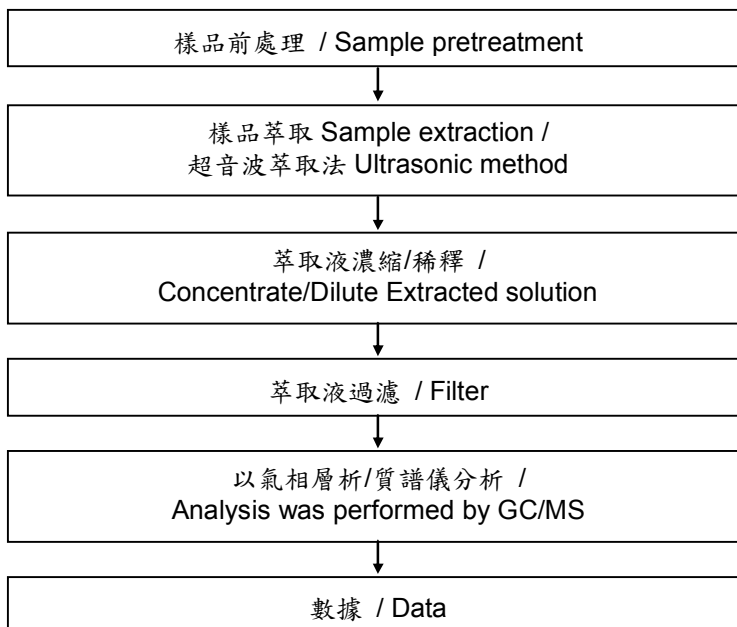 樣品前處理 / Sample pretreatment
樣品萃取 Sample extraction /
超音波萃取法 Ultrasonic method
萃取液濃縮/稀釋 /
Concentrate/Dilute Extracted solution
萃取液過濾 / Filter
以氣相層析/質譜儀分析 /
Analysis was performed by GC/MS
數據 / Data